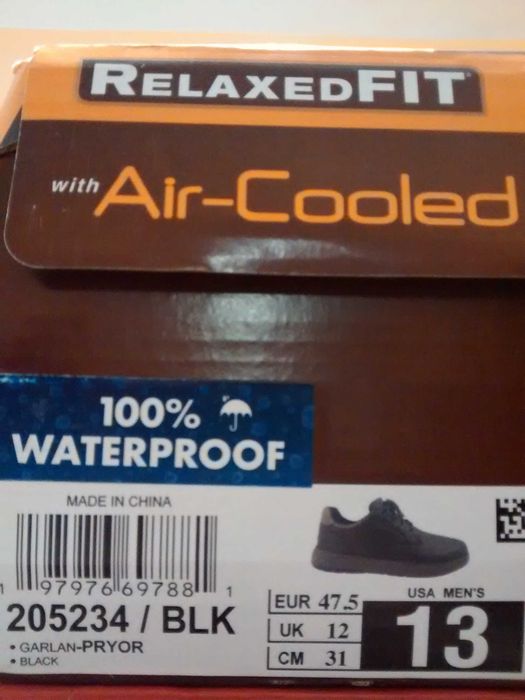 RELAXEDFIT
with Air-Cooled
100%
WATERPROOF
MADE IN CHINA
1 97976 69788 1
205234 / BLK
• GARLAN-PRYOR
• BLACK
EUR 47.5
UK 12
CM 31
USA MEN'S
13